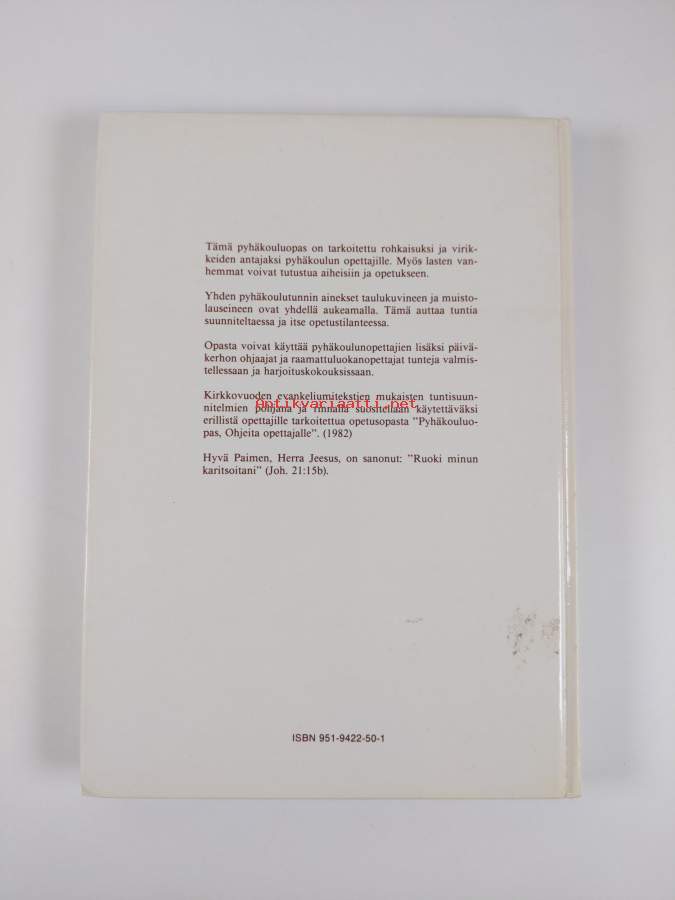 Tämä pyhäkouluopas on tarkoitettu rohkaisuksi ja virik-
keiden antajaksi pyhäkoulun opettajille. Myös lasten van-
hemmat voivat tutustua aiheisiin ja opetukseen.
Yhden pyhäkoulutunnin ainekset taulukuvineen ja muisto-
lauseineen ovat yhdellä aukeamalla. Tämä auttaa tuntia
suunniteltaessa ja itse opetustilanteessa.
Opasta voivat käyttää pyhäkoulunopettajien lisäksi päivä-
kerhon ohjaajat ja raamattuluokanopettajat tunteja valmis-
tellessaan ja harjoituskokouksissaan.
Kirkkovuoden evankeliumitekstien mukaisten tuntisuun-
antikvariaatti.net
nitelmien pohjana ja rinnalla suositellaan käytettäväksi
erillistä opettajille tarkoitettua opetusopasta "Pyhäkouluo-
pas, Ohjeita opettajalle". (1982)
Hyvä Paimen, Herra Jeesus, on sanonut: "Ruoki minun
karitsoitani" (Joh. 21:15b).
ISBN 951-9422-50-1